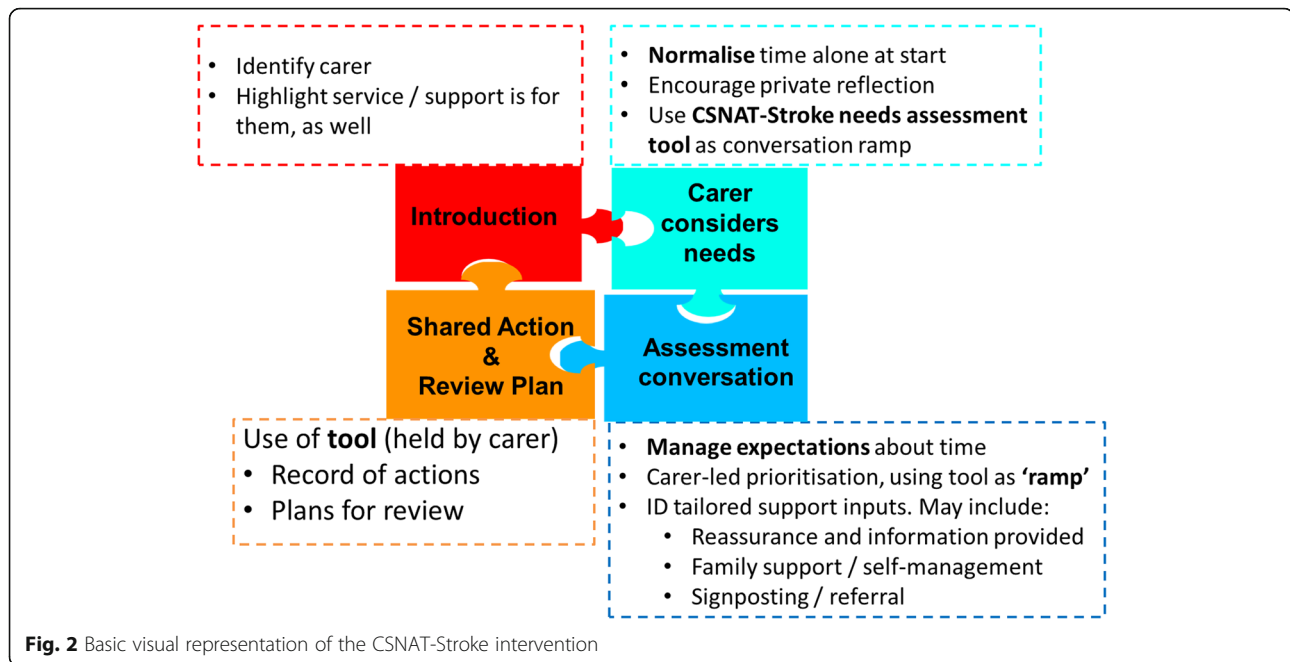 • Identify carer
• Highlight service / support is for
them, as well
• Normalise time alone at start
• Encourage private reflection
• Use CSNAT-Stroke needs assessment
tool as conversation ramp
Introduction
Carer
considers
needs
Shared Action
&
Review Plan
Assessment
conversation
Use of tool (held by carer)
• Record of actions
• Plans for review
• Manage expectations about time
• Carer-led prioritisation, using tool as ‘ramp’
• ID tailored support inputs. May include:
• Reassurance and information provided
• Family support / self-management
• Signposting / referral
Fig. 2 Basic visual representation of the CSNAT-Stroke intervention